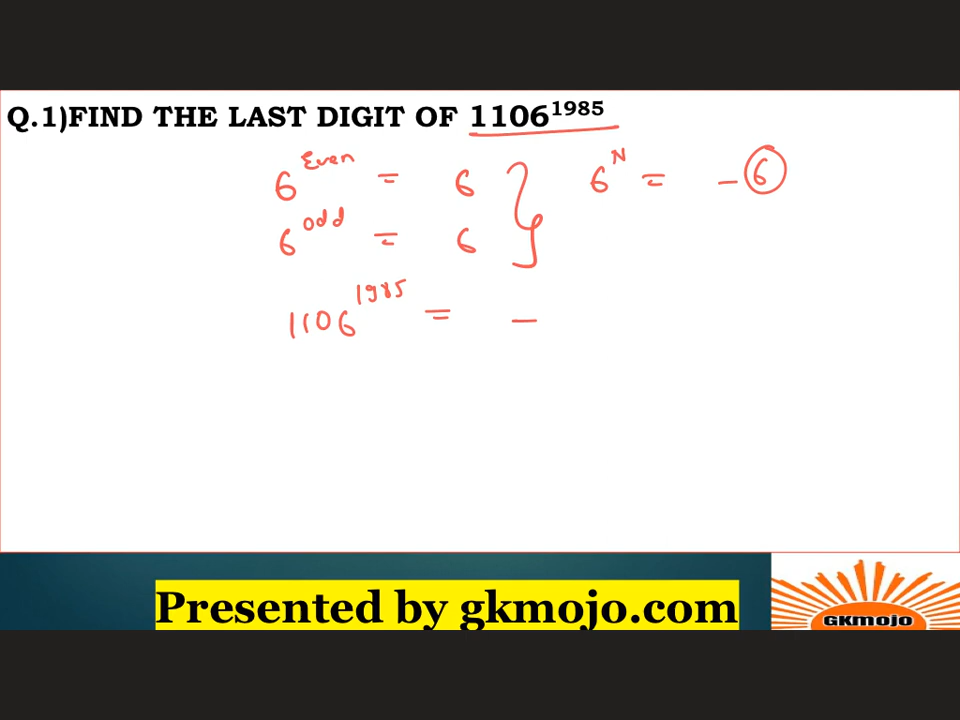 Q.1)FIND THE LAST DIGIT OF 1106^1985
6^Even = 6 } 6^N = _ 6
6^odd = 6
1106^1985 = _
Presented by gkmojo.com
GKmojo